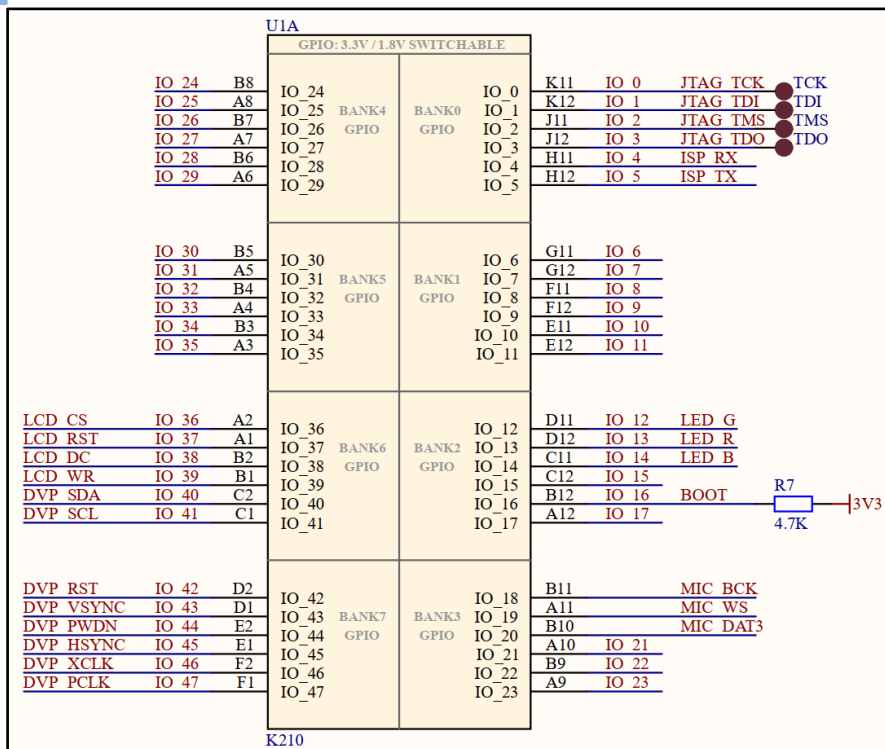 U1A
GPIO: 3.3V / 1.8V SWITCHABLE
IO_24 B8 IO_24 IO_0 K11 IO_0 JTAG_TCK TCK
IO_25 A8 IO_25 BANK4 BANK0 IO_1 K12 IO_1 JTAG_TDI TDI
IO_26 B7 IO_26 GPIO GPIO IO_2 J11 IO_2 JTAG_TMS TMS
IO_27 A7 IO_27 IO_3 J12 IO_3 JTAG_TDO TDO
IO_28 B6 IO_28 IO_4 H11 IO_4 ISP_RX
IO_29 A6 IO_29 IO_5 H12 IO_5 ISP_TX
IO_30 B5 IO_30 IO_6 G11 IO_6
IO_31 A5 IO_31 BANK5 BANK1 IO_7 G12 IO_7
IO_32 B4 IO_32 GPIO GPIO IO_8 F11 IO_8
IO_33 A4 IO_33 IO_9 F12 IO_9
IO_34 B3 IO_34 IO_10 E11 IO_10
IO_35 A3 IO_35 IO_11 E12 IO_11
LCD_CS IO_36 A2 IO_36 IO_12 D11 IO_12 LED_G
LCD_RST IO_37 A1 IO_37 BANK6 BANK2 IO_13 D12 IO_13 LED_R
LCD_DC IO_38 B2 IO_38 GPIO GPIO IO_14 C11 IO_14 LED_B
LCD_WR IO_39 B1 IO_39 IO_15 C12 IO_15
DVP_SDA IO_40 C2 IO_40 IO_16 B12 IO_16 BOOT R7 4.7K 3V3
DVP_SCL IO_41 C1 IO_41 IO_17 A12 IO_17
DVP_RST IO_42 D2 IO_42 IO_18 B11 MIC_BCK
DVP_VSYNC IO_43 D1 IO_43 BANK7 BANK3 IO_19 A11 MIC_WS
DVP_PWDN IO_44 E2 IO_44 GPIO GPIO IO_20 B10 MIC_DAT3
DVP_HSYNC IO_45 E1 IO_45 IO_21 A10 IO_21
DVP_XCLK IO_46 F2 IO_46 IO_22 B9 IO_22
DVP_PCLK IO_47 F1 IO_47 IO_23 A9 IO_23
K210